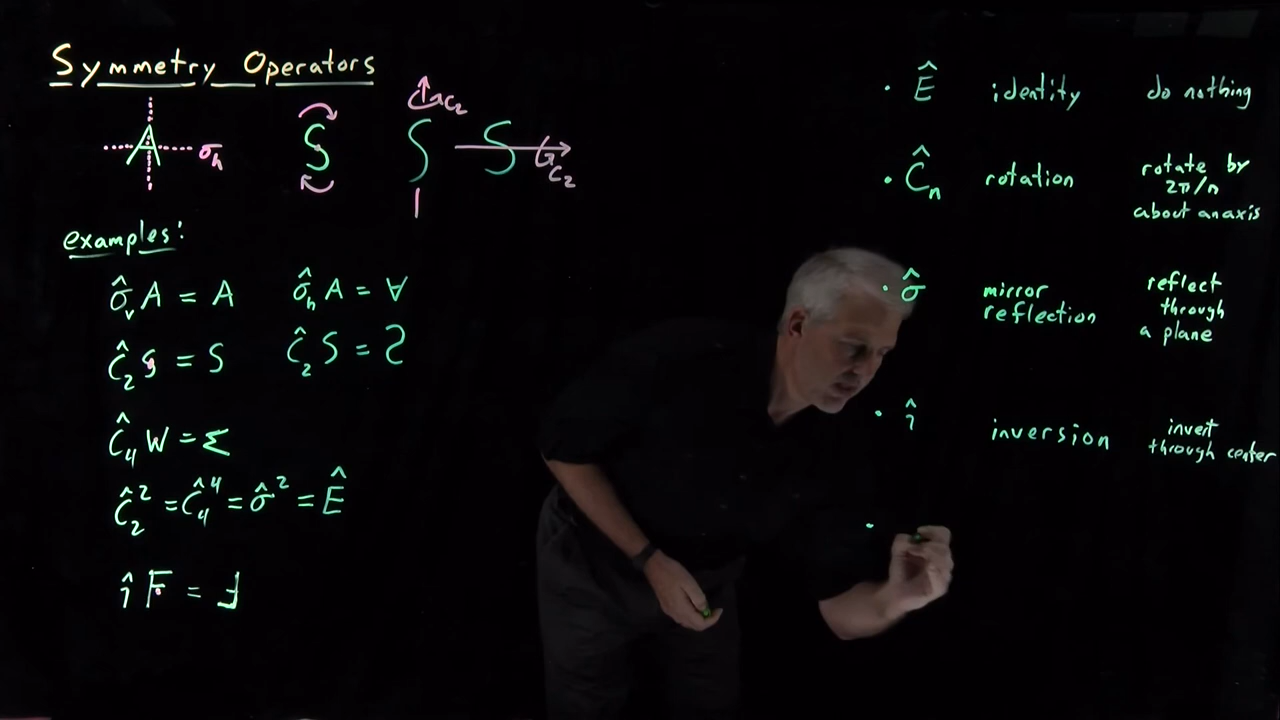 Symmetry Operators
A σh S S C2 S C2
examples:
σ̂v A = A σ̂h A = ∀
Ĉ2 S = S Ĉ2 S = Ƨ
Ĉ4 W = Σ
Ĉ2² = Ĉ4⁴ = σ̂² = Ê
î F = Ⅎ
· Ê identity do nothing
· Ĉn rotation rotate by
2π/n
about an axis
· σ̂ mirror
reflection reflect
through
a plane
· î inversion invert
through center
·